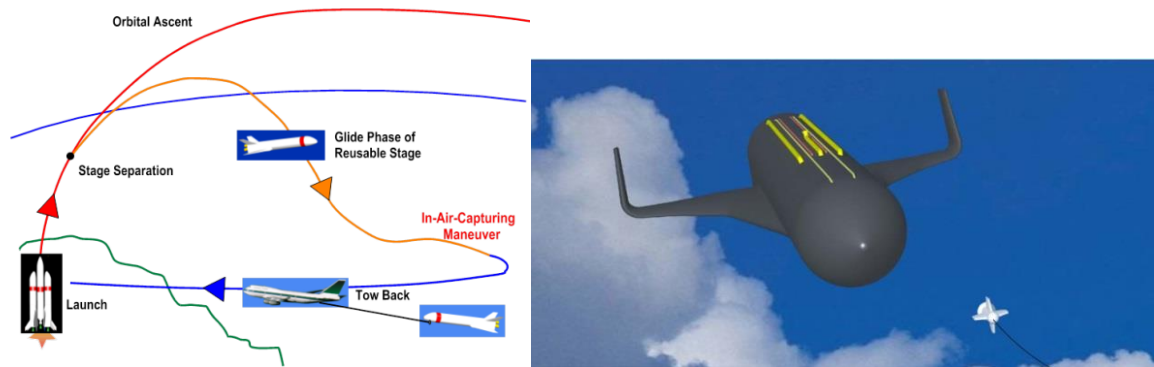 Orbital Ascent
Glide Phase of
Reusable Stage
Stage Separation
In-Air-Capturing
Maneuver
Launch
Tow Back